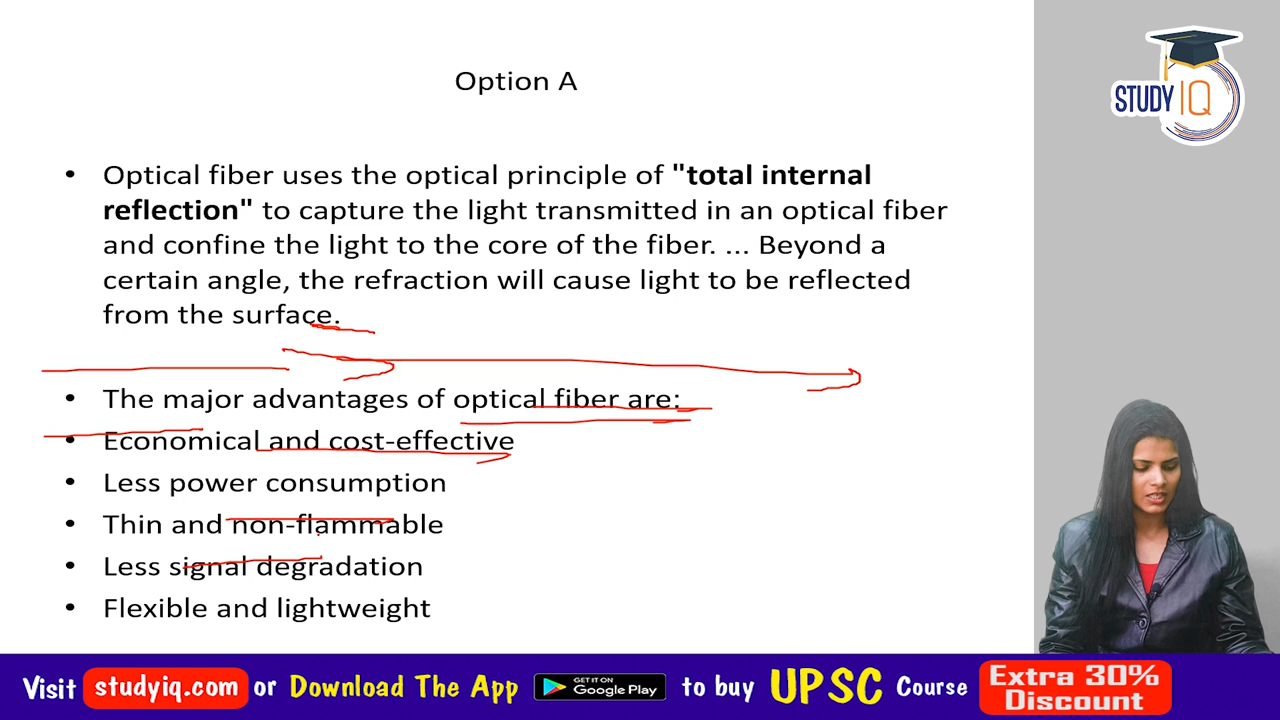 Option A
STUDY IQ
• Optical fiber uses the optical principle of "total internal
reflection" to capture the light transmitted in an optical fiber
and confine the light to the core of the fiber. ... Beyond a
certain angle, the refraction will cause light to be reflected
from the surface.
• The major advantages of optical fiber are:
• Economical and cost-effective
• Less power consumption
• Thin and non-flammable
• Less signal degradation
• Flexible and lightweight
Visit studyiq.com or Download The App GET IT ON Google Play to buy UPSC Course Extra 30% Discount